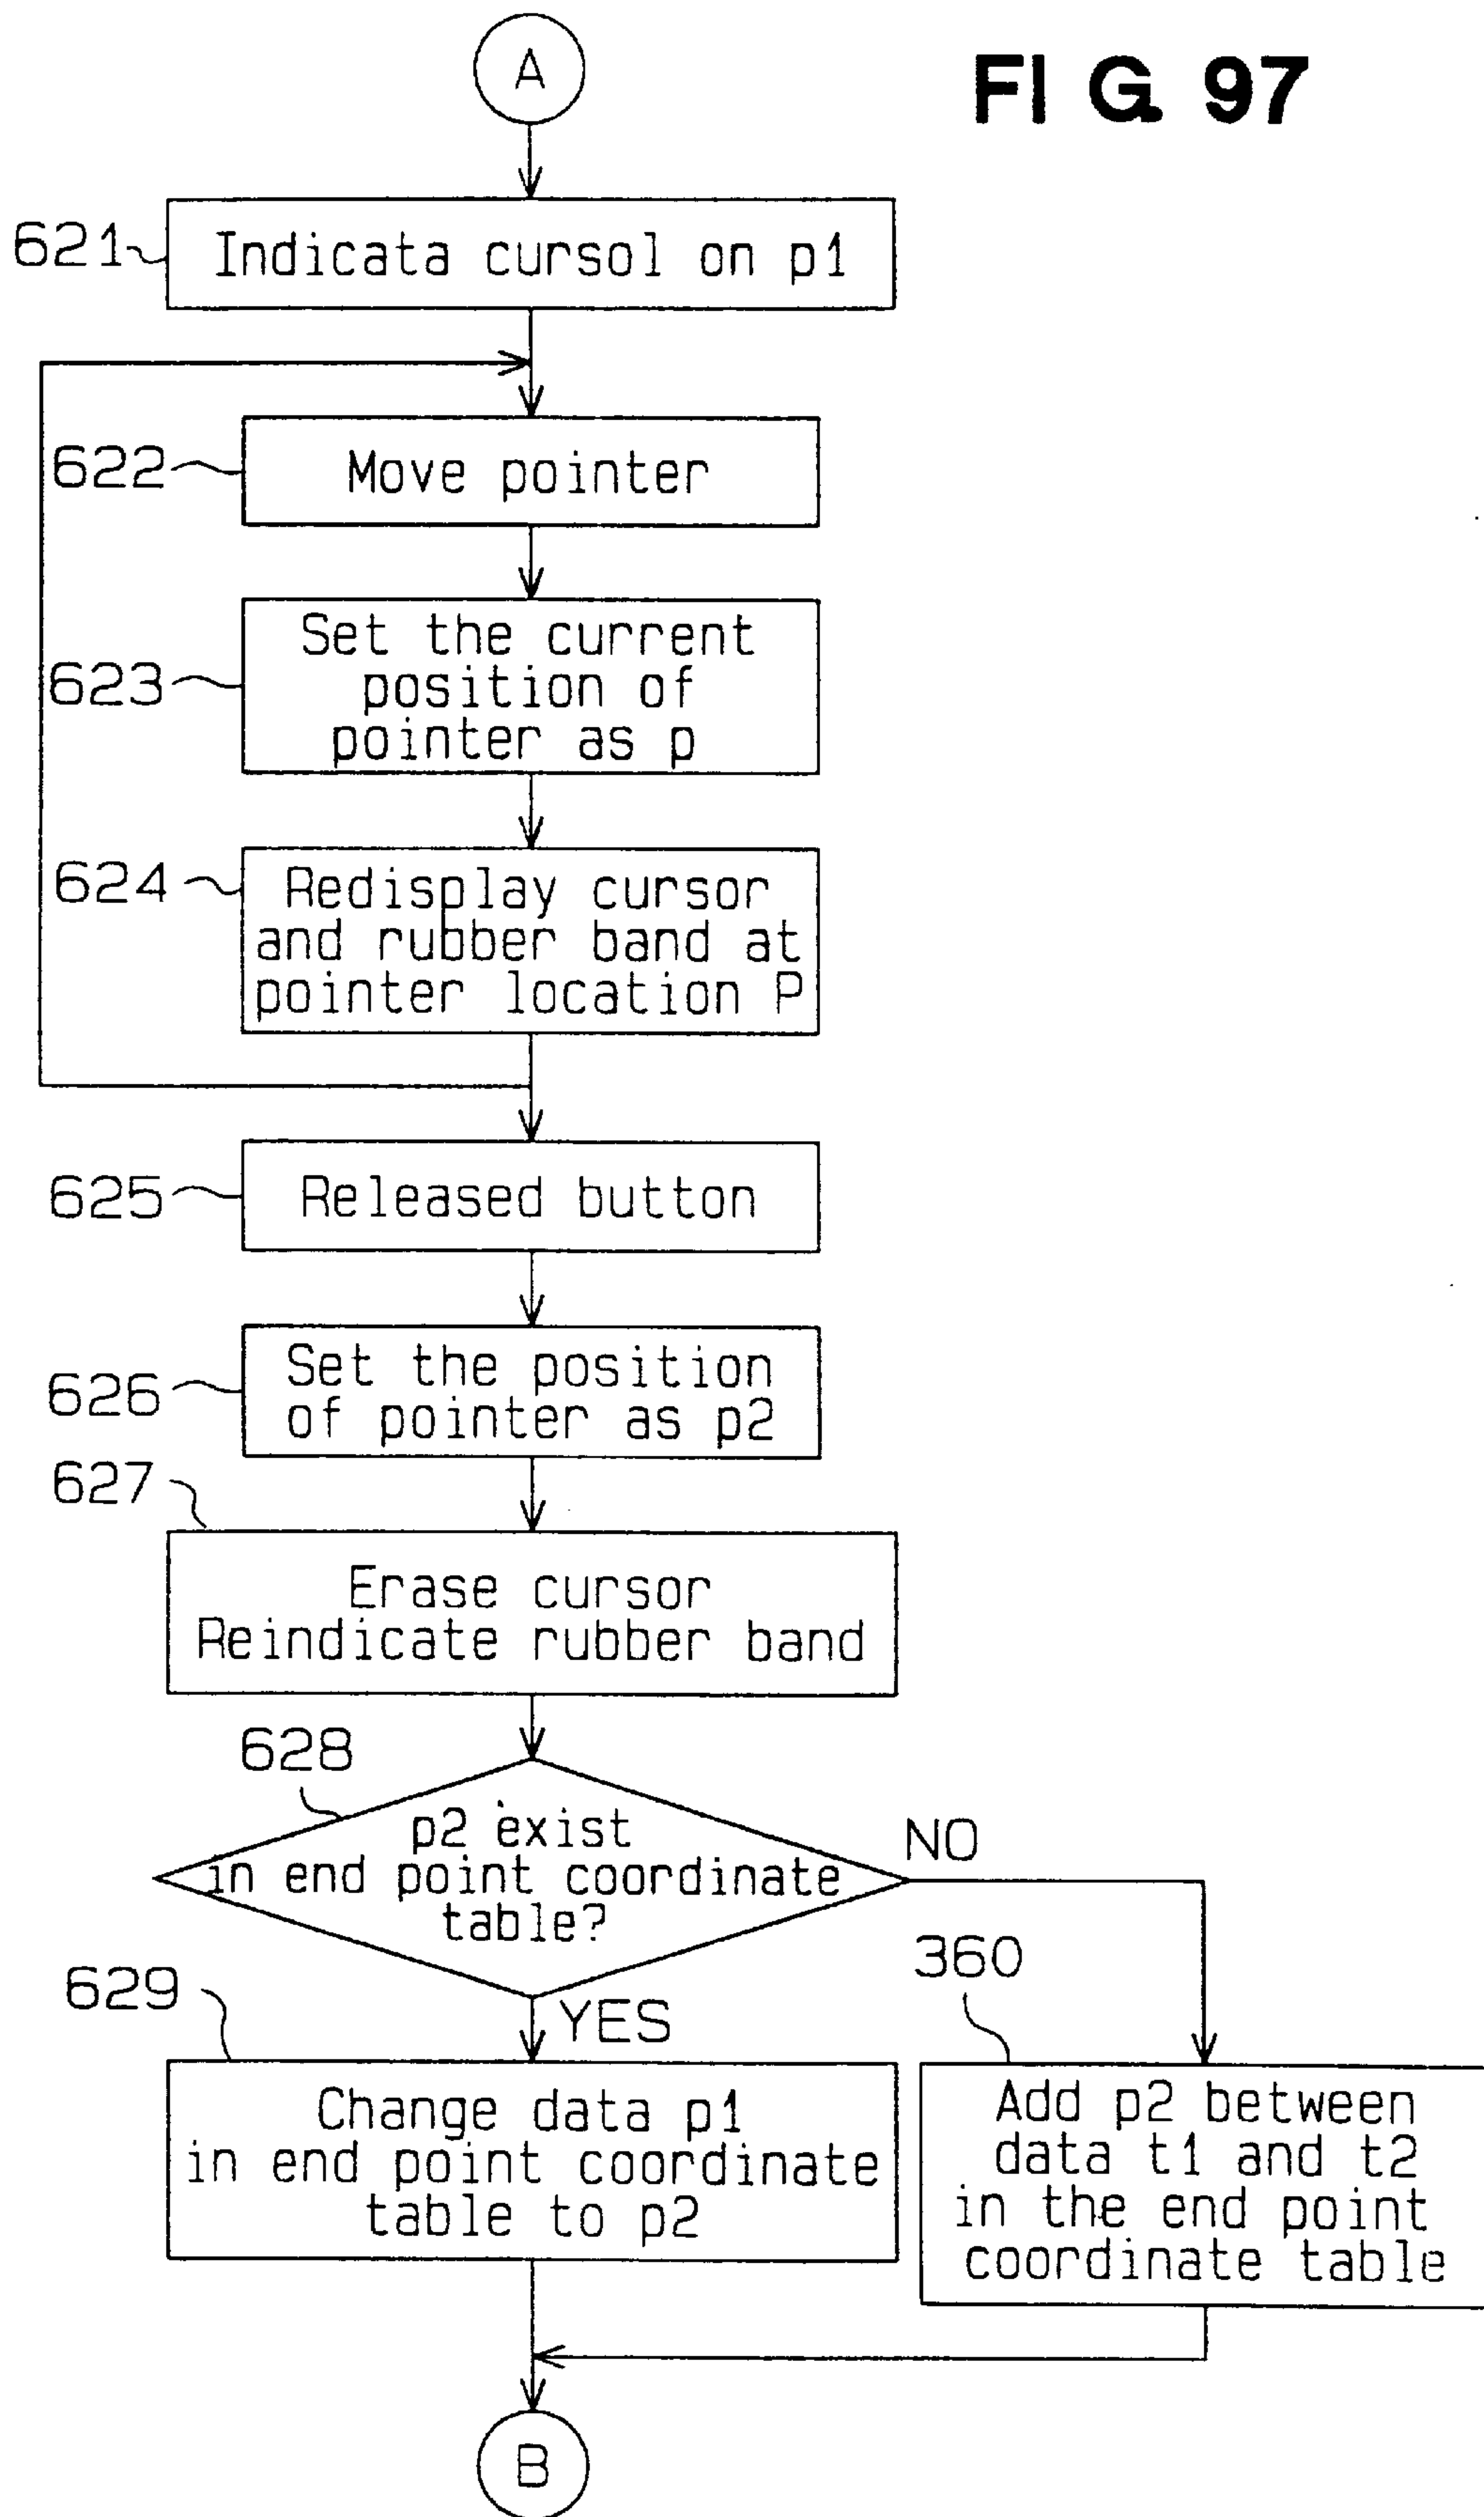 A
FIG. 97
621
Indicata cursol on p1
622
Move pointer
623
Set the current
position of
pointer as p
624
Redisplay cursor
and rubber band at
pointer location P
625
Released button
626
Set the position
of pointer as p2
627
Erase cursor
Reindicate rubber band
628
p2 exist
in end point coordinate
table?
NO
YES
629
Change data p1
in end point coordinate
table to p2
360
Add p2 between
data t1 and t2
in the end point
coordinate table
B